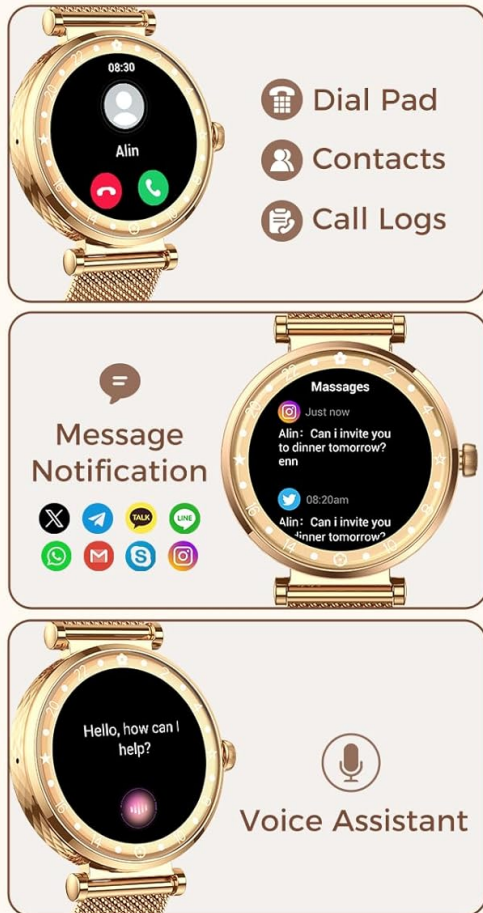 08:30
Alin
Dial Pad
Contacts
Call Logs
Message
Notification
TALK
LINE
Massages
Just now
Alin: Can i invite you
to dinner tomorrow?
enn
08:20am
Alin: Can i invite you
dinner tomorrow?
Hello, how can I
help?
Voice Assistant